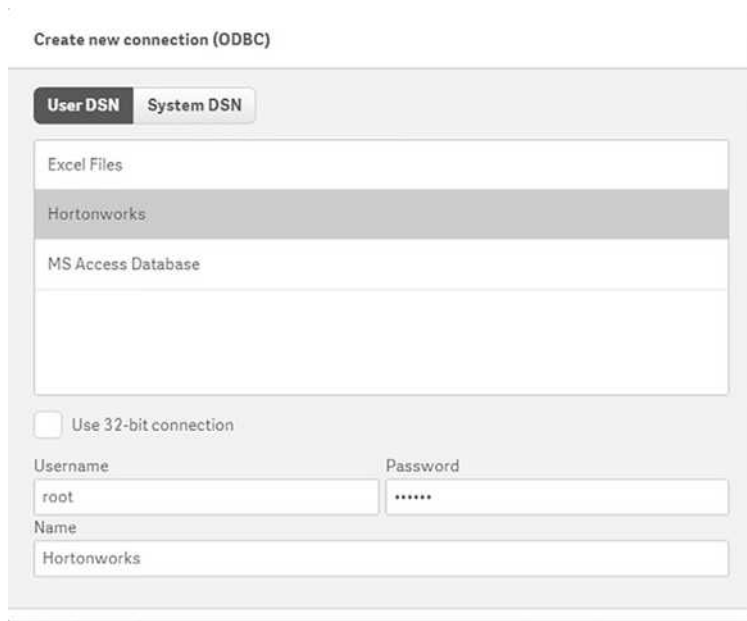 Create new connection (ODBC)
User DSN System DSN
Excel Files
Hortonworks
MS Access Database
Use 32-bit connection
Username Password
root ••••••
Name
Hortonworks